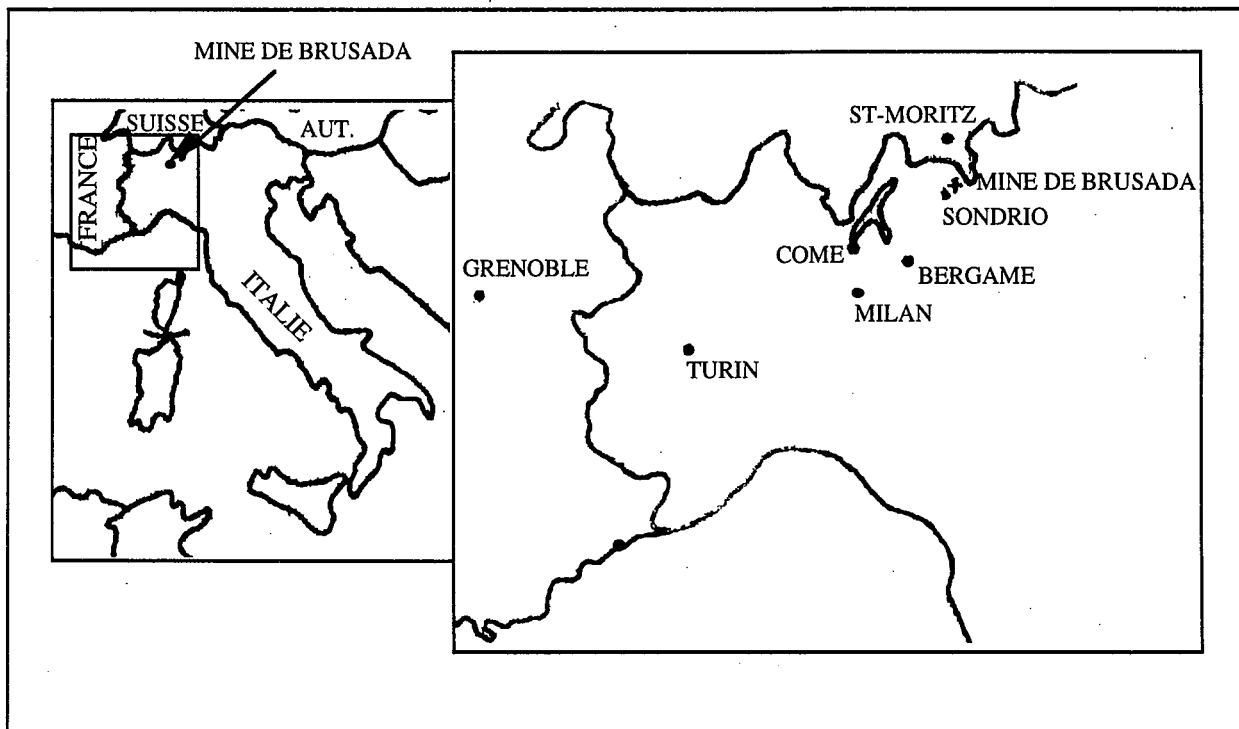 MINE DE BRUSADA
SUISSE
AUT.
FRANCE
ITALIE
ST-MORITZ
MINE DE BRUSADA
SONDRIO
COME
BERGAME
GRENOBLE
MILAN
TURIN